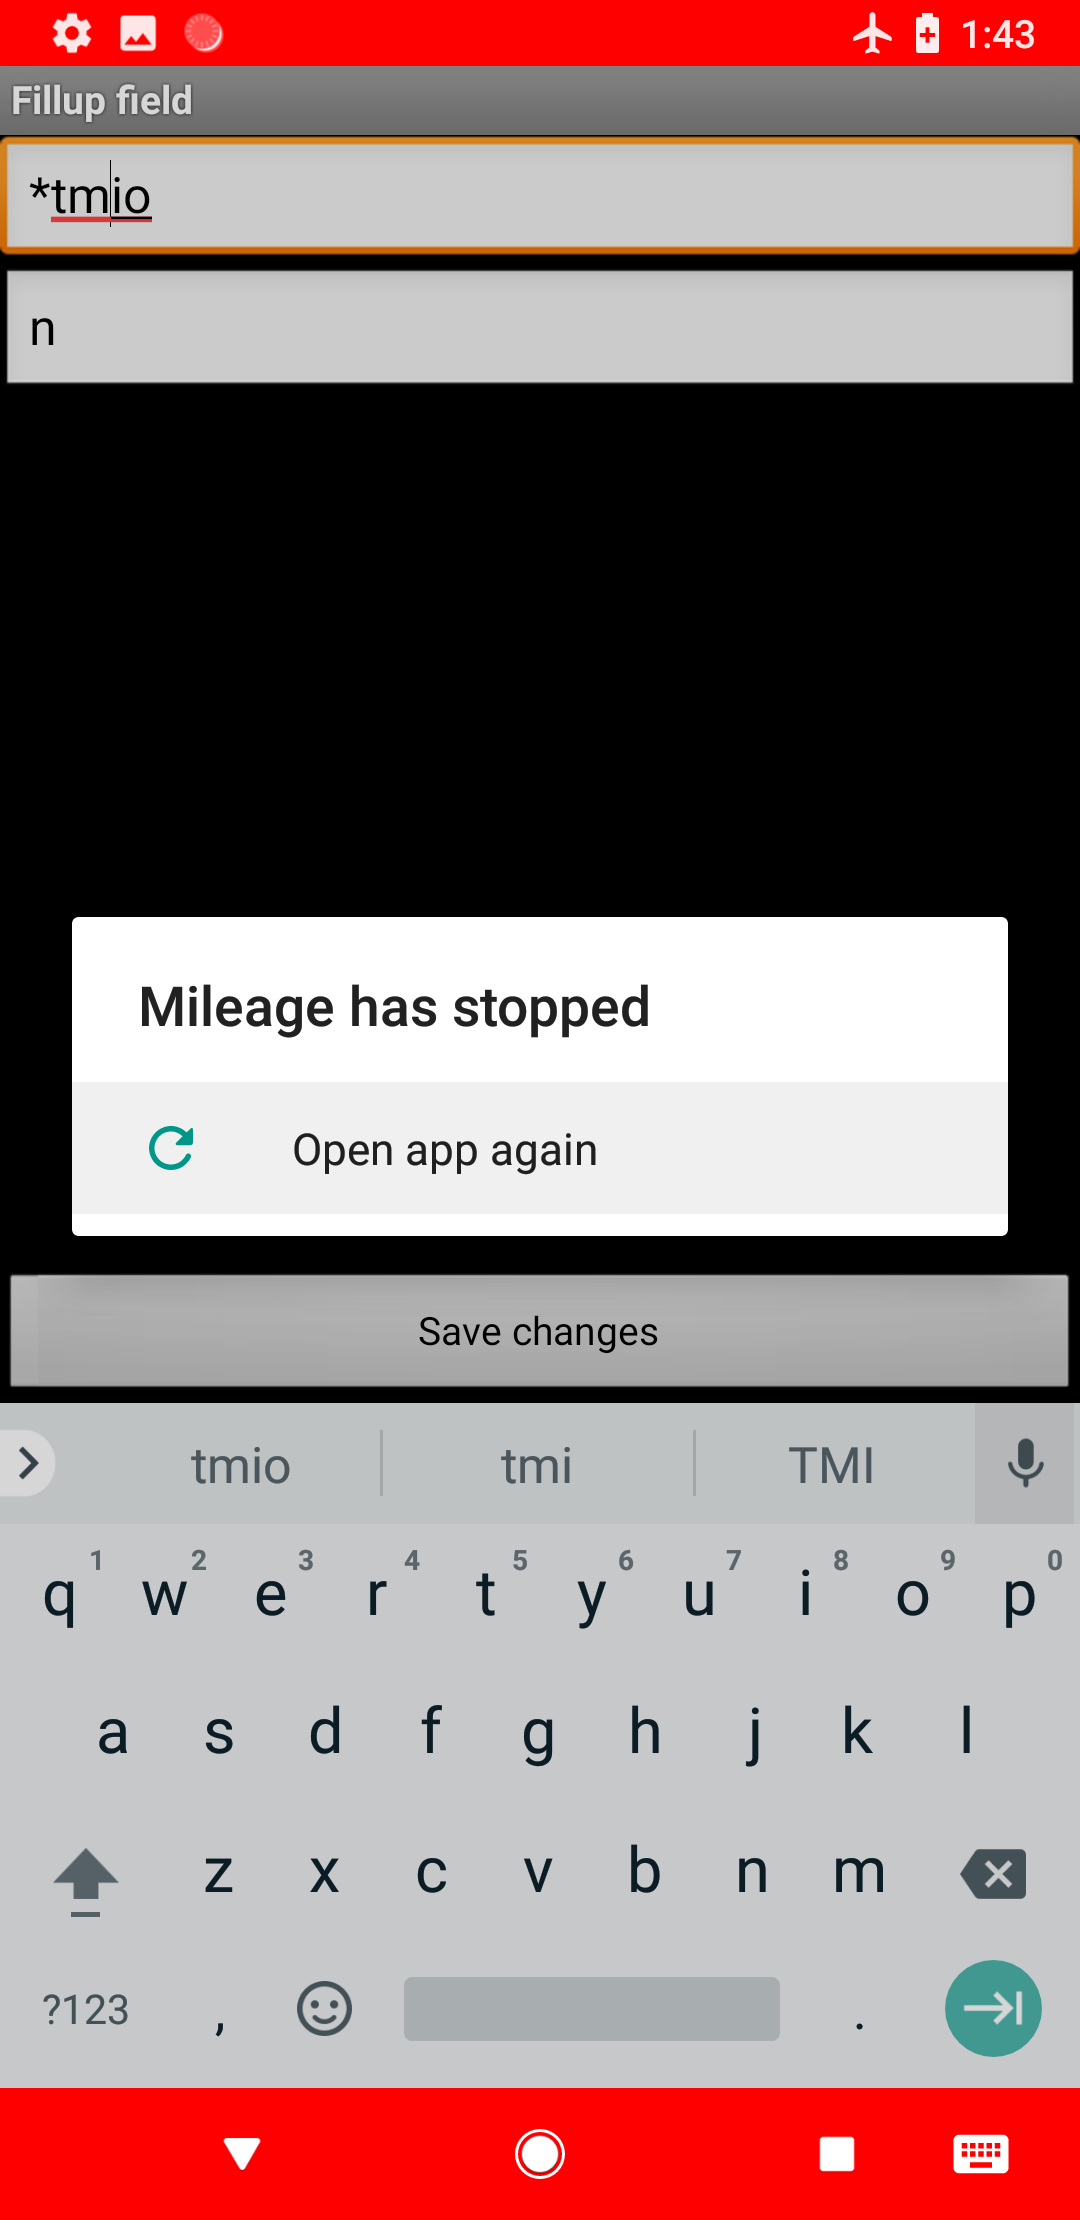 1:43
Fillup field
*tmio
n
Mileage has stopped
Open app again
Save changes
tmio tmi TMI
1 2 3 4 5 6 7 8 9 0
q w e r t y u i o p
a s d f g h j k l
z x c v b n m
?123 , .